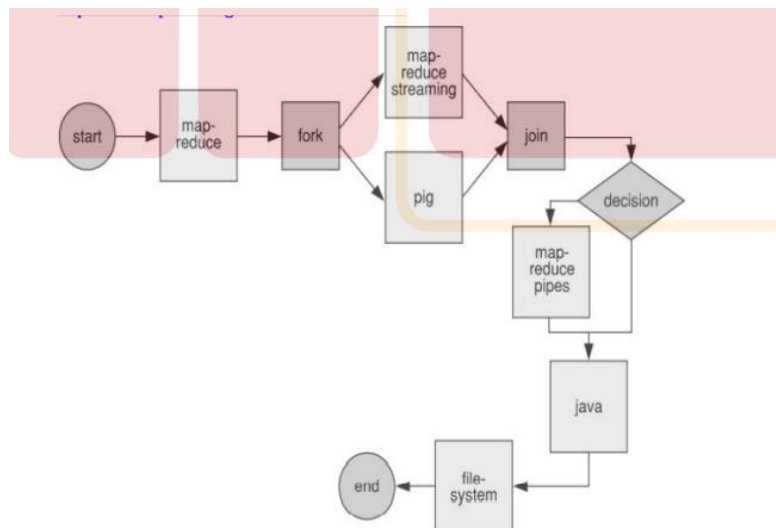 map-
reduce
streaming
start
map-
reduce
fork
join
pig
decision
map-
reduce
pipes
java
file-
system
end